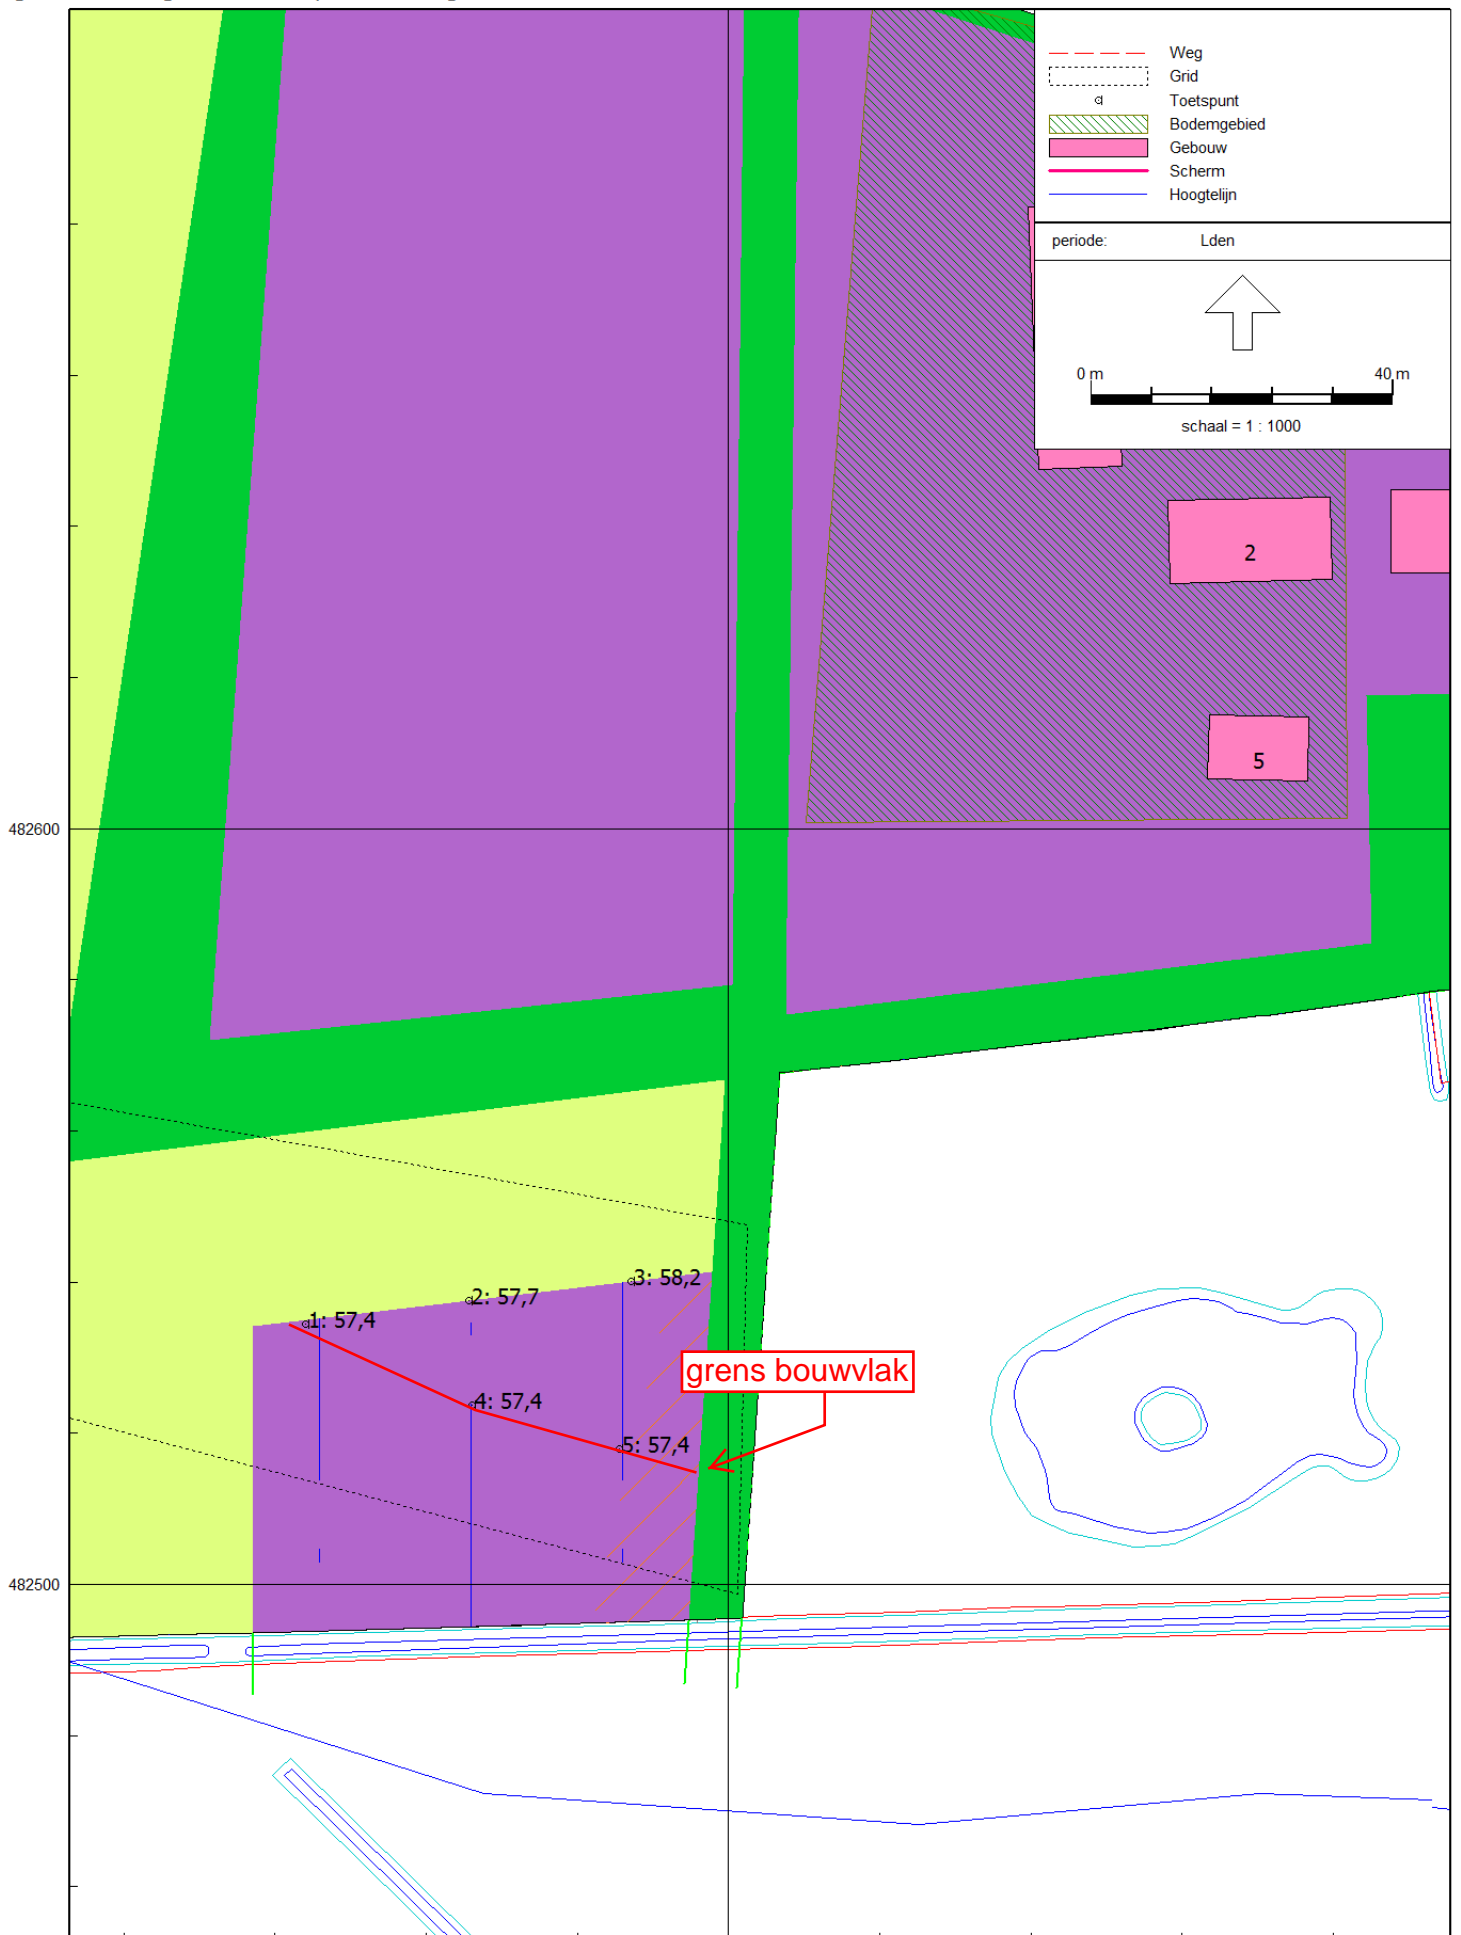 Weg
Grid
Toetspunt
Bodemgebied
Gebouw
Scherm
Hoogtelijn
periode: Lden
0 m 40 m
schaal = 1 : 1000
2
5
482600
3: 58,2
2: 57,7
1: 57,4
grens bouwvlak
4: 57,4
5: 57,4
482500